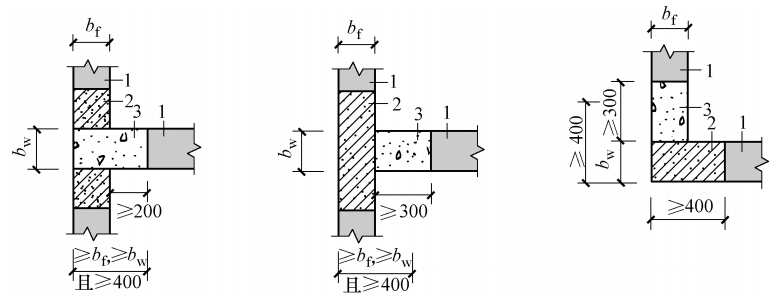 b_f
1
2
3 1
b_w
≥200
≥b_f,≥b_w
且≥400
b_f
1
2
3 1
b_w
≥300
≥b_f,≥b_w
且≥400
b_f
1
3
≥300
≥400
2 1
b_w
≥400